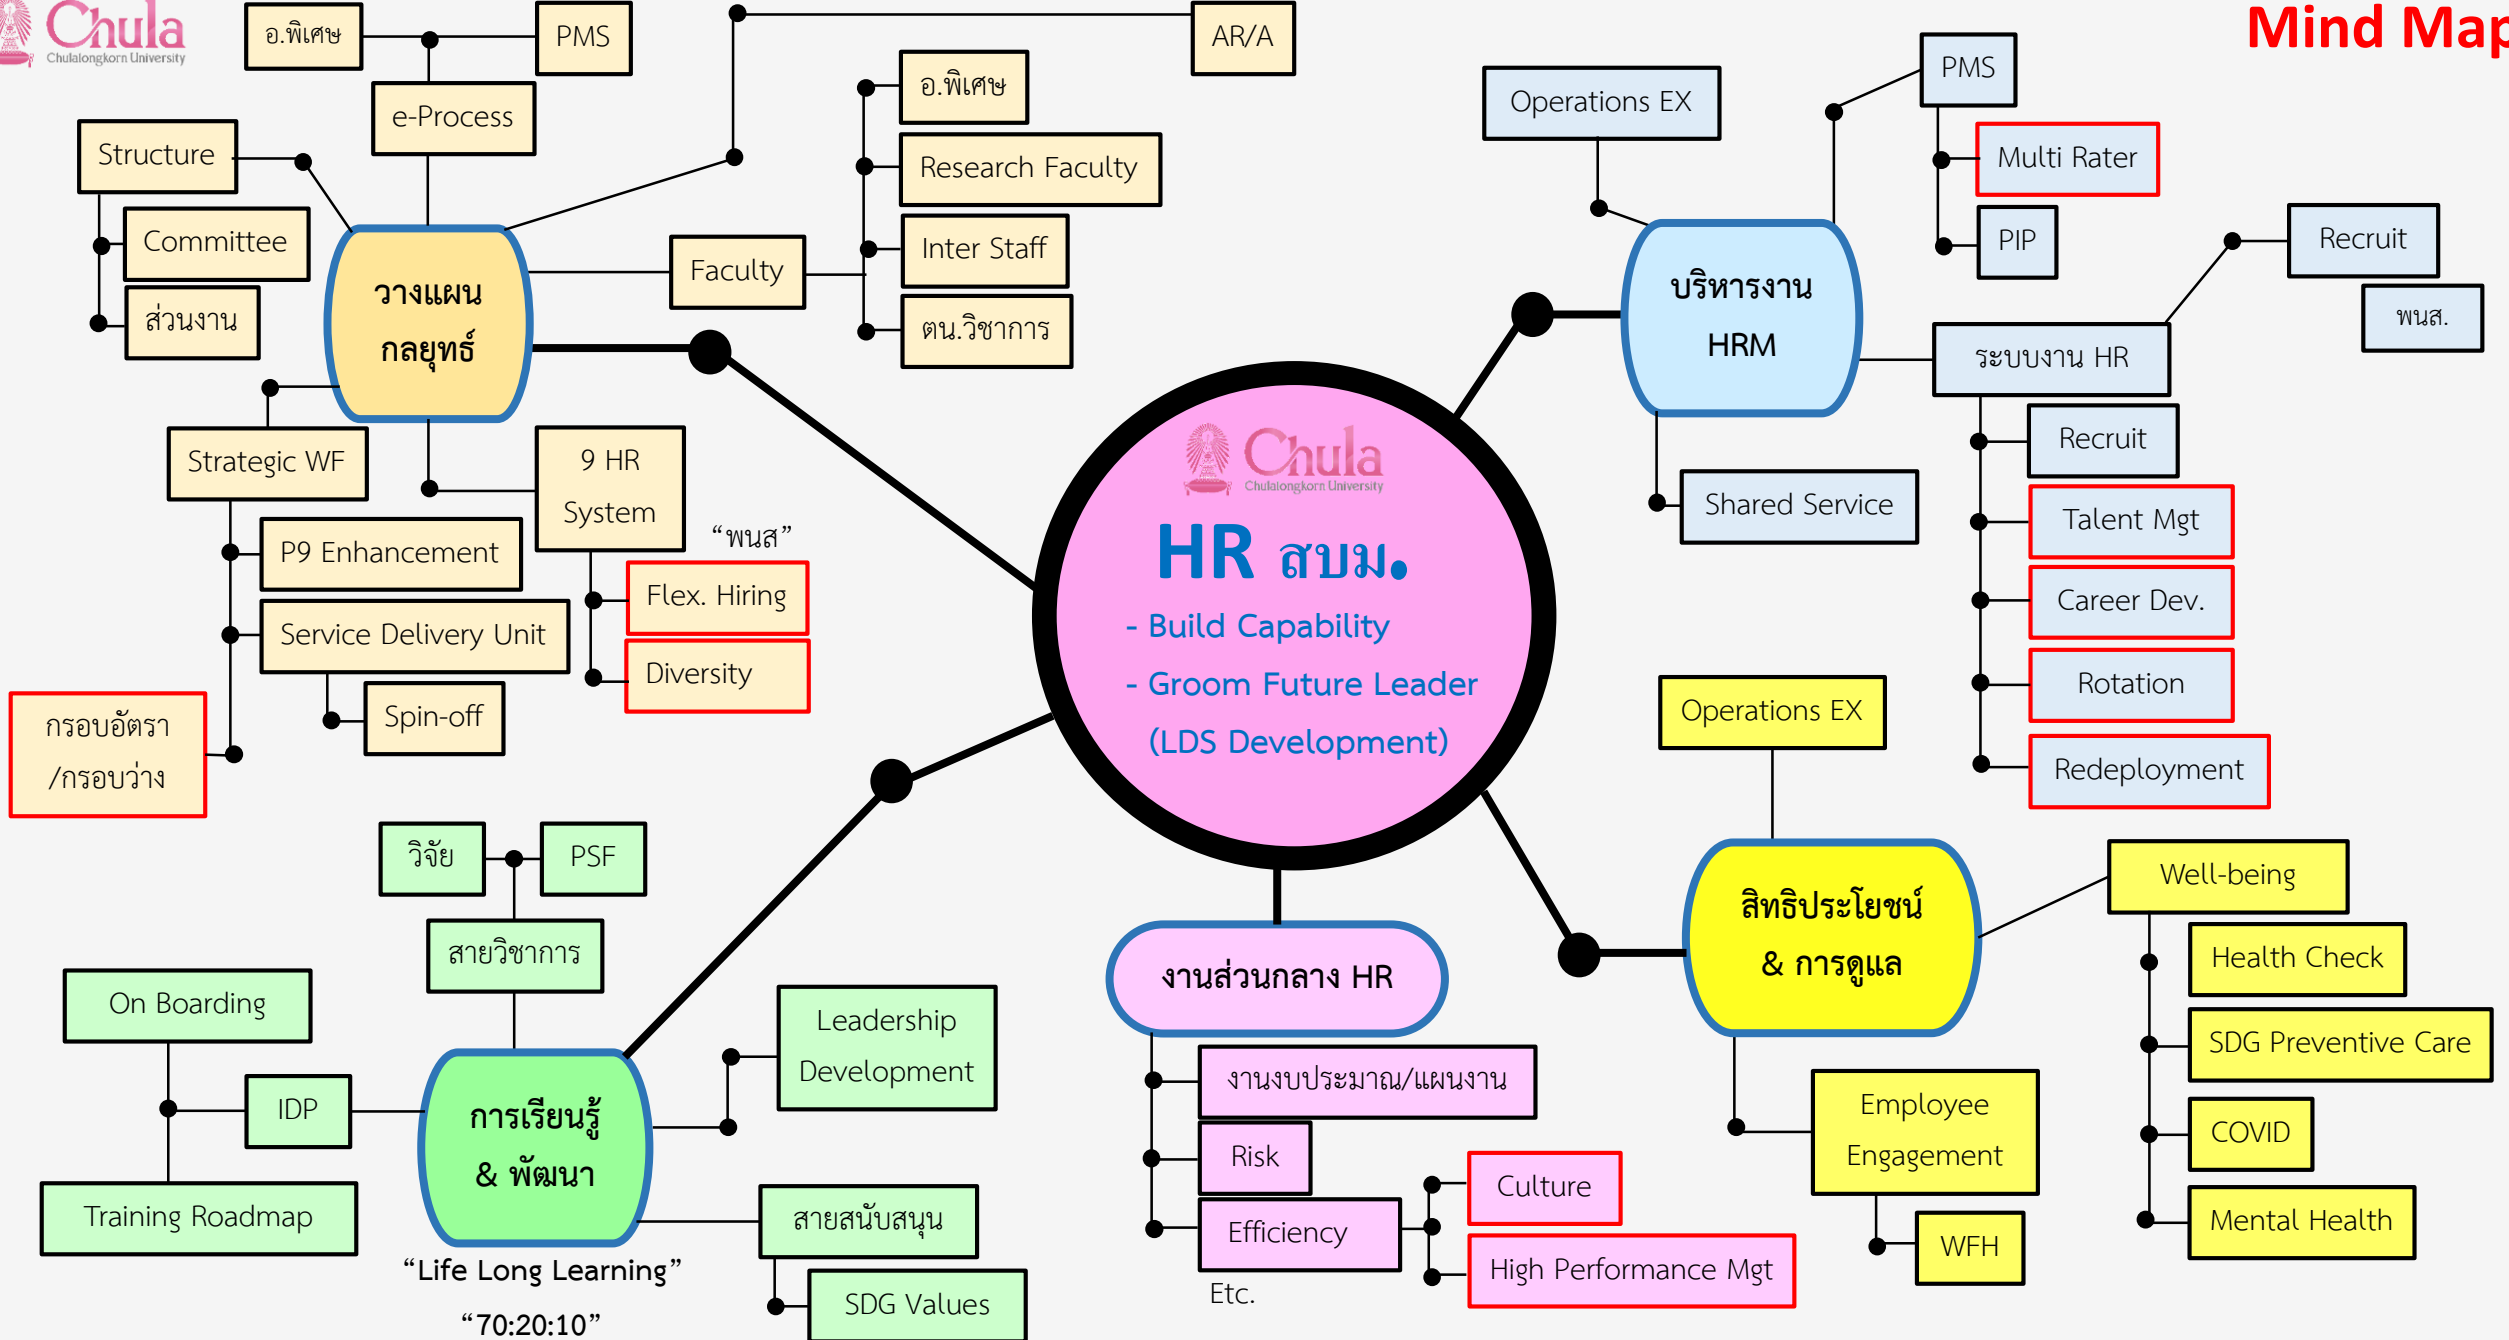 Chula
Chulalongkorn University
Mind Map
อ.พิเศษ
PMS
e-Process
AR/A
Structure
Committee
ส่วนงาน
วางแผน
กลยุทธ์
Faculty
อ.พิเศษ
Research Faculty
Inter Staff
ตน.วิชาการ
Strategic WF
P9 Enhancement
Service Delivery Unit
Spin-off
กรอบอัตรา
/กรอบว่าง
9 HR
System
“พนส”
Flex. Hiring
Diversity
Operations EX
PMS
Multi Rater
PIP
บริหารงาน
HRM
Recruit
พนส.
ระบบงาน HR
Recruit
Talent Mgt
Career Dev.
Rotation
Redeployment
Shared Service
Chula
Chulalongkorn University
HR สบม.
- Build Capability
- Groom Future Leader
(LDS Development)
วิจัย
PSF
สายวิชาการ
On Boarding
IDP
Training Roadmap
การเรียนรู้
& พัฒนา
Leadership
Development
สายสนับสนุน
SDG Values
“Life Long Learning”
“70:20:10”
งานส่วนกลาง HR
งานงบประมาณ/แผนงาน
Risk
Efficiency
Etc.
Culture
High Performance Mgt
Operations EX
สิทธิประโยชน์
& การดูแล
Well-being
Health Check
SDG Preventive Care
COVID
Mental Health
Employee
Engagement
WFH